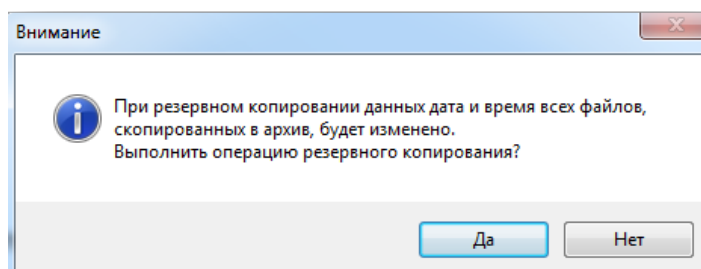 Внимание
При резервном копировании данных дата и время всех файлов,
скопированных в архив, будет изменено.
Выполнить операцию резервного копирования?
Да
Нет